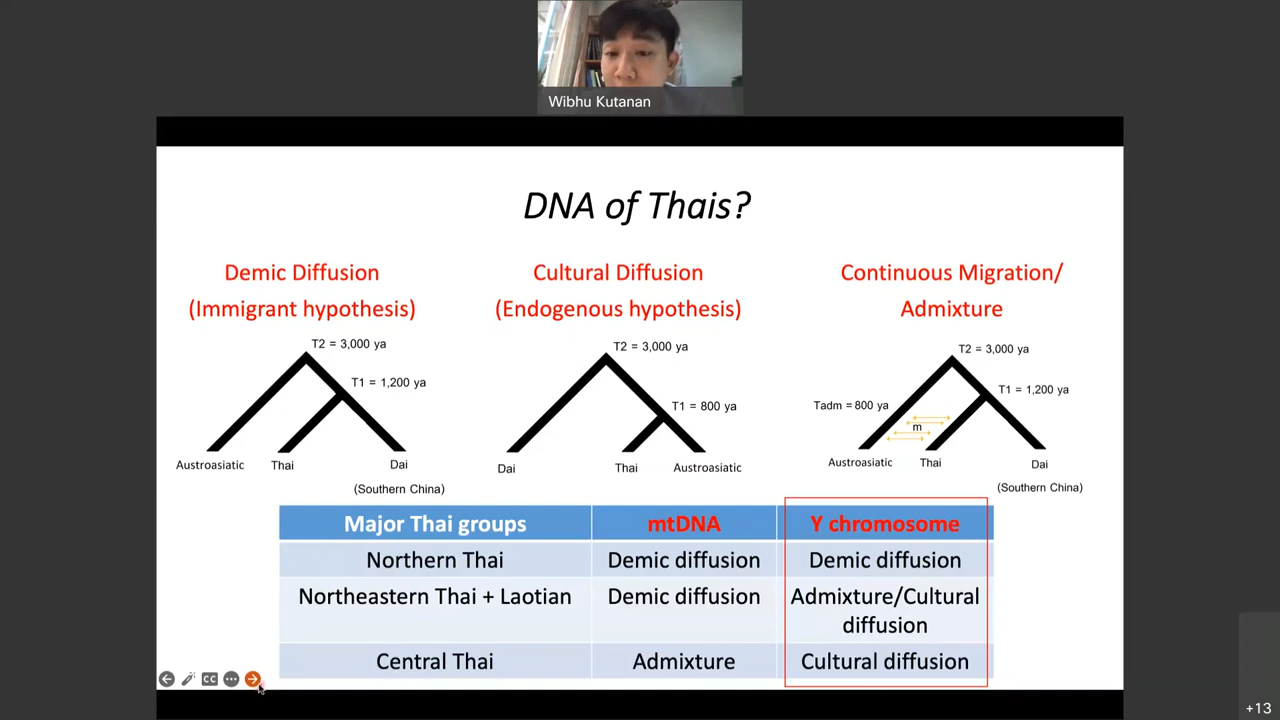 Wibhu Kutanan
DNA of Thais?
Demic Diffusion
(Immigrant hypothesis)
T2 = 3,000 ya
T1 = 1,200 ya
Austroasiatic
Thai
Dai
(Southern China)
Cultural Diffusion
(Endogenous hypothesis)
T2 = 3,000 ya
T1 = 800 ya
Dai
Thai
Austroasiatic
Continuous Migration/
Admixture
T2 = 3,000 ya
T1 = 1,200 ya
Tadm = 800 ya
m
Austroasiatic
Thai
Dai
(Southern China)
Major Thai groups
mtDNA
Y chromosome
Northern Thai
Demic diffusion
Demic diffusion
Northeastern Thai + Laotian
Demic diffusion
Admixture/Cultural
diffusion
Central Thai
Admixture
Cultural diffusion
CC
+13